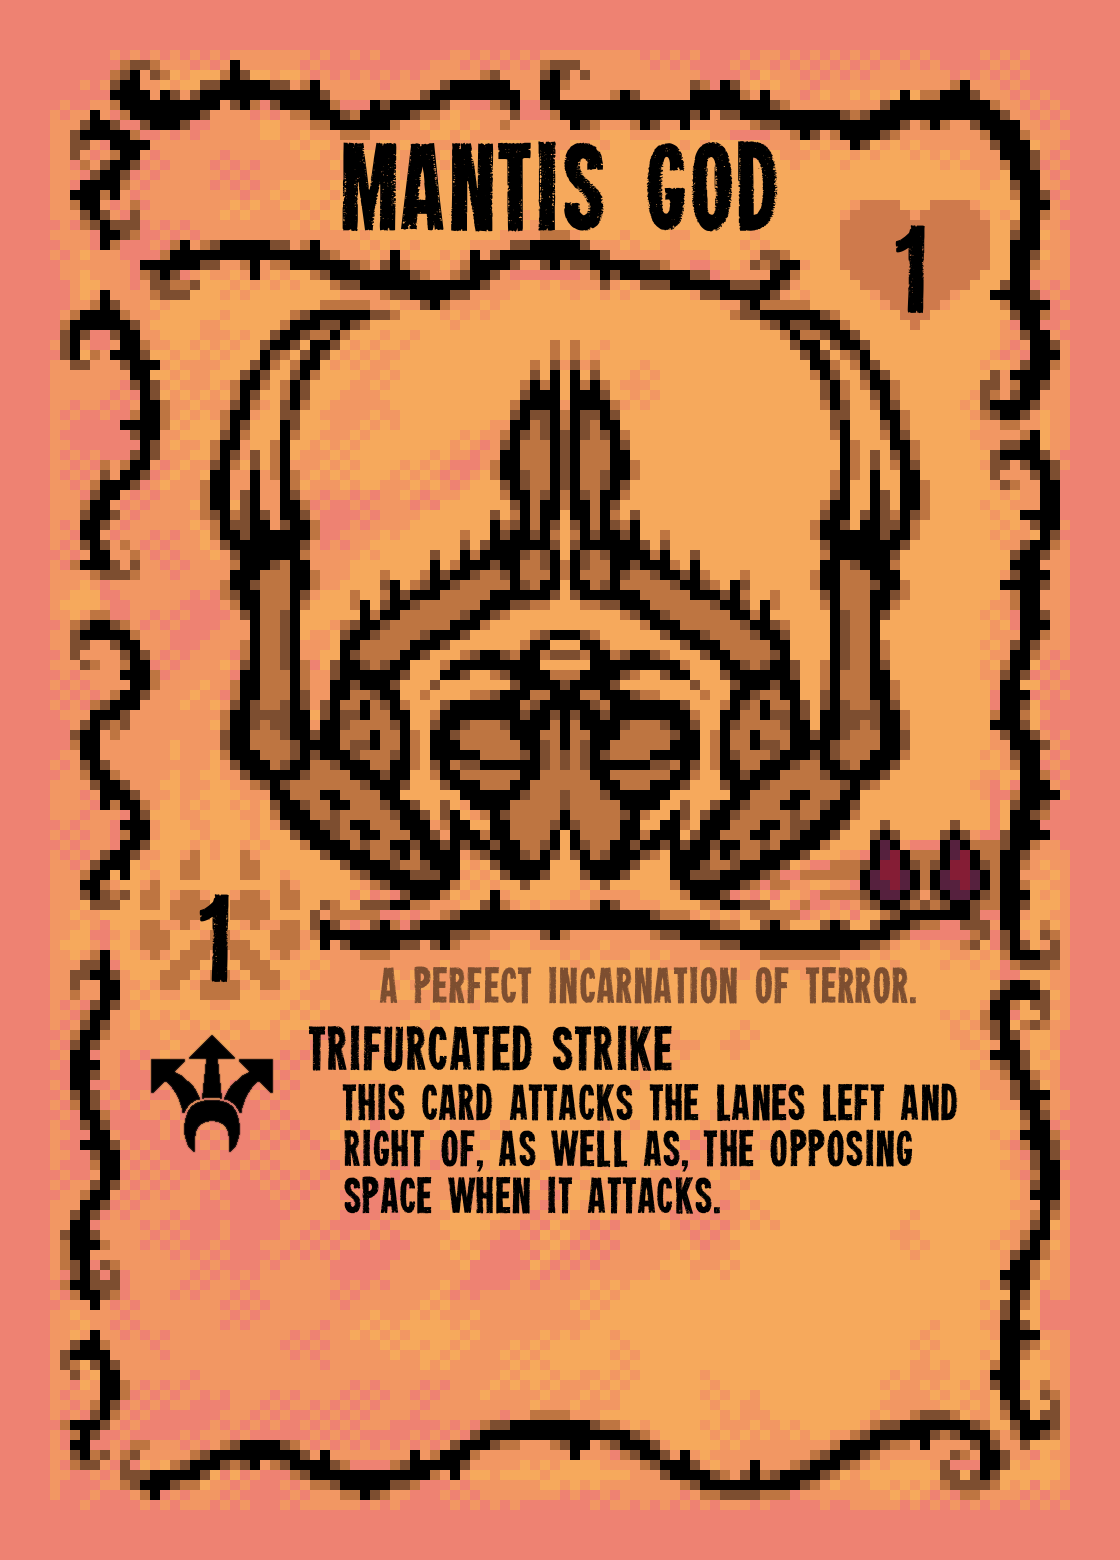 MANTIS GOD
1
1
A PERFECT INCARNATION OF TERROR.
TRIFURCATED STRIKE
THIS CARD ATTACKS THE LANES LEFT AND
RIGHT OF, AS WELL AS, THE OPPOSING
SPACE WHEN IT ATTACKS.